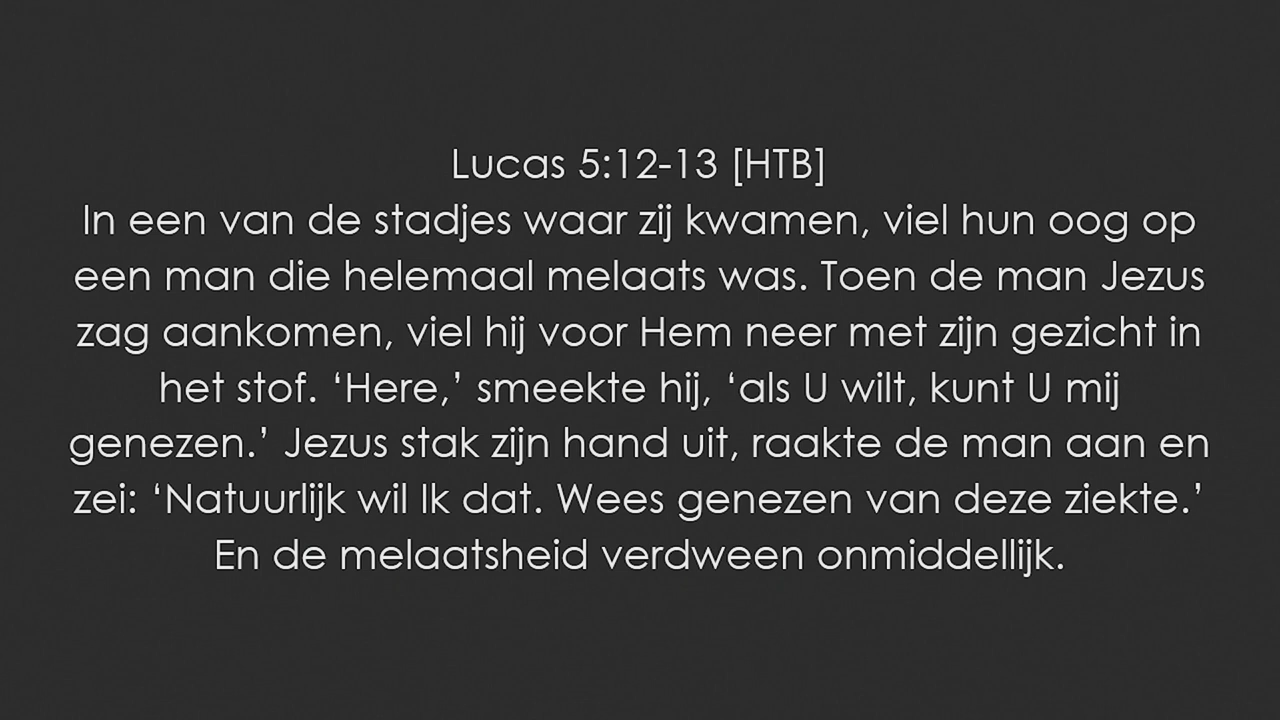 Lucas 5:12-13 [HTB]
In een van de stadjes waar zij kwamen, viel hun oog op
een man die helemaal melaats was. Toen de man Jezus
zag aankomen, viel hij voor Hem neer met zijn gezicht in
het stof. ‘Here,’ smeekte hij, ‘als U wilt, kunt U mij
genezen.’ Jezus stak zijn hand uit, raakte de man aan en
zei: ‘Natuurlijk wil Ik dat. Wees genezen van deze ziekte.’
En de melaatsheid verdween onmiddellijk.